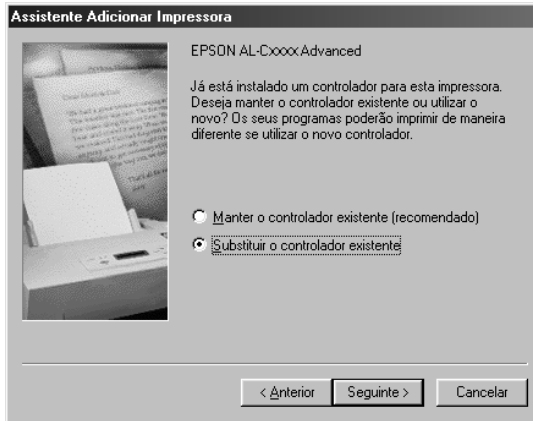 Assistente Adicionar Impressora
EPSON AL-Cxxxx Advanced
Já está instalado um controlador para esta impressora.
Deseja manter o controlador existente ou utilizar o
novo? Os seus programas poderão imprimir de maneira
diferente se utilizar o novo controlador.
Manter o controlador existente (recomendado)
Substituir o controlador existente
< Anterior
Seguinte >
Cancelar